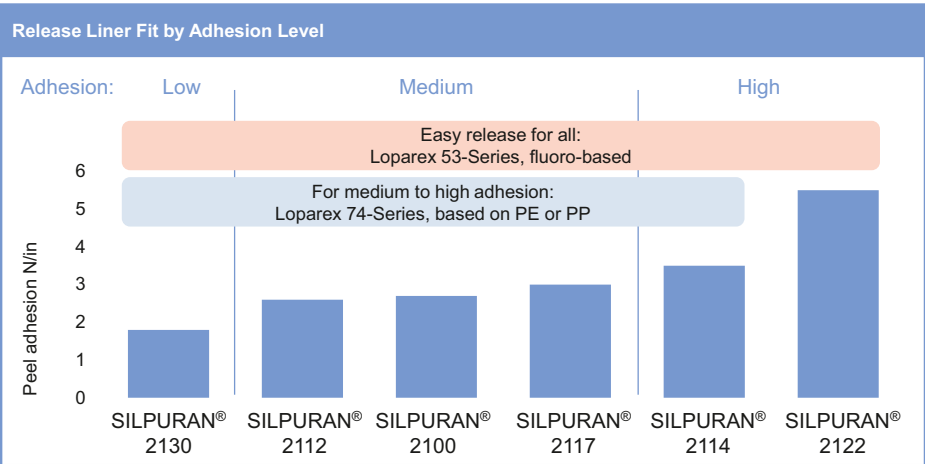 Release Liner Fit by Adhesion Level
Adhesion: Low Medium High
Easy release for all:
Loparex 53-Series, fluoro-based
For medium to high adhesion:
Loparex 74-Series, based on PE or PP
Peel adhesion N/in
6
5
4
3
2
1
0
SILPURAN® 2130
SILPURAN® 2112
SILPURAN® 2100
SILPURAN® 2117
SILPURAN® 2114
SILPURAN® 2122